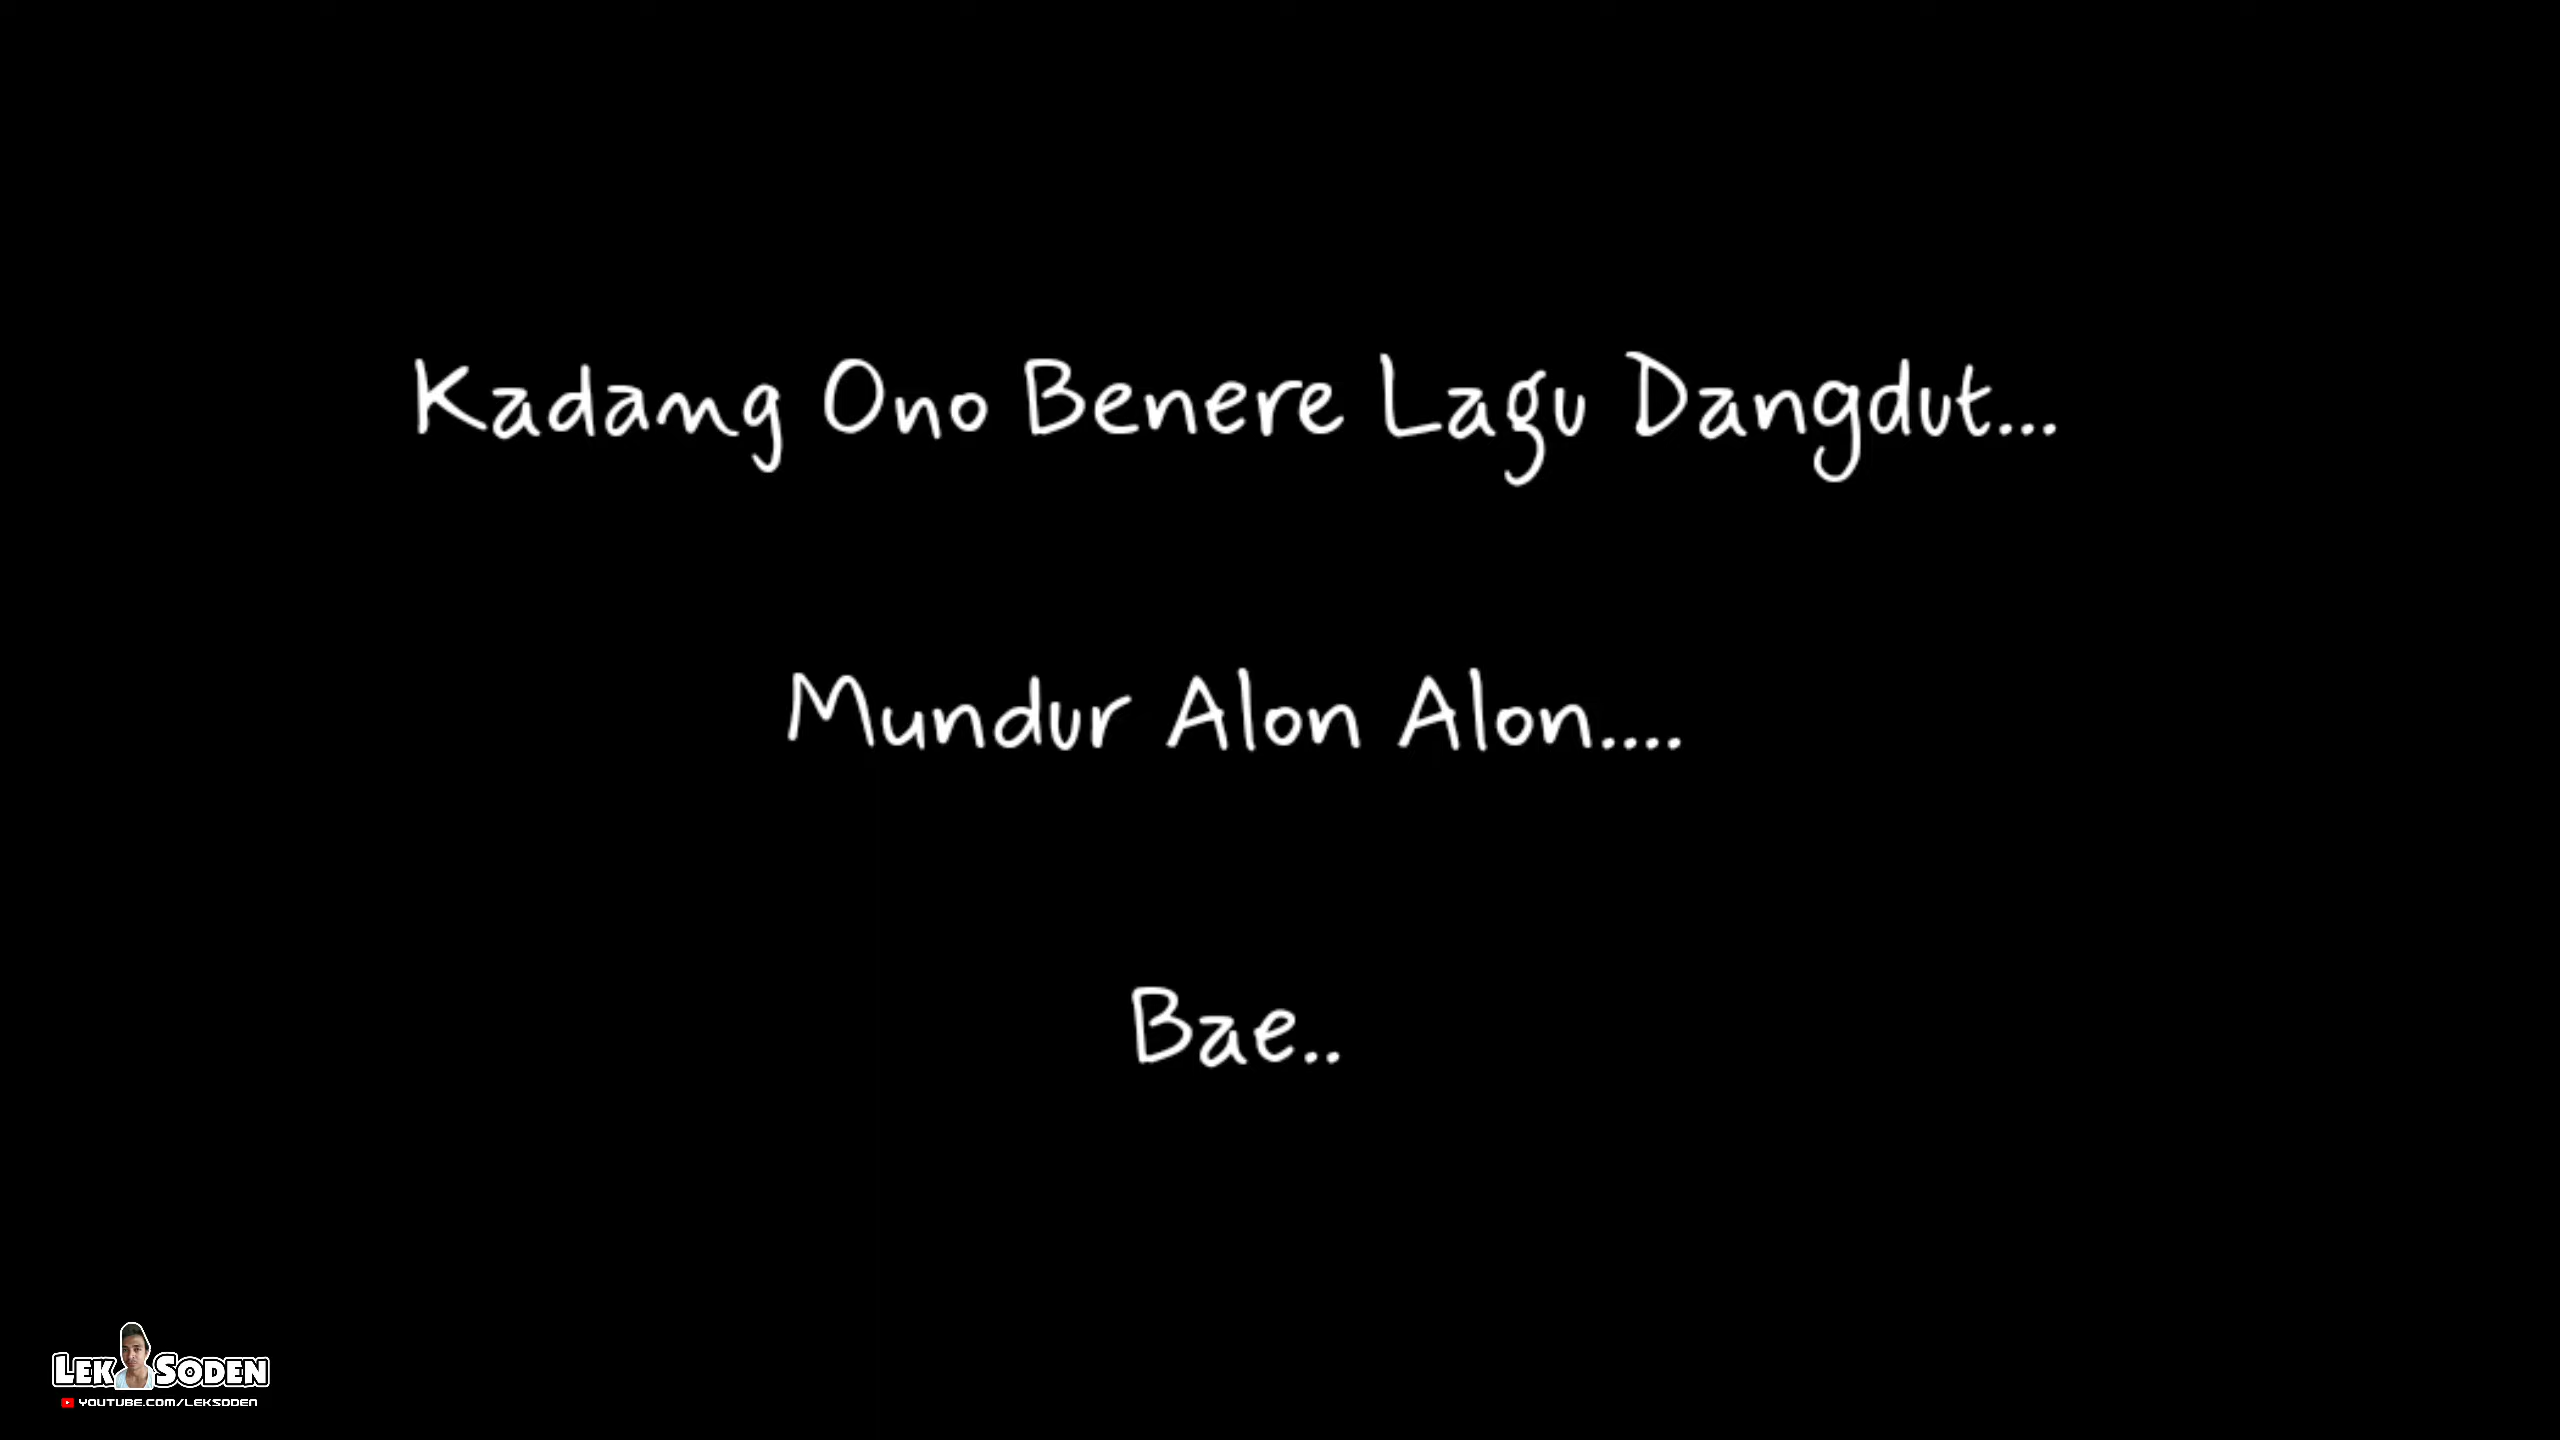 Kadang Ono Benere Lagu Dangdut...
Mundur Alon Alon....
Bae..
LEK SODEN
YOUTUBE.COM/LEKSODEN